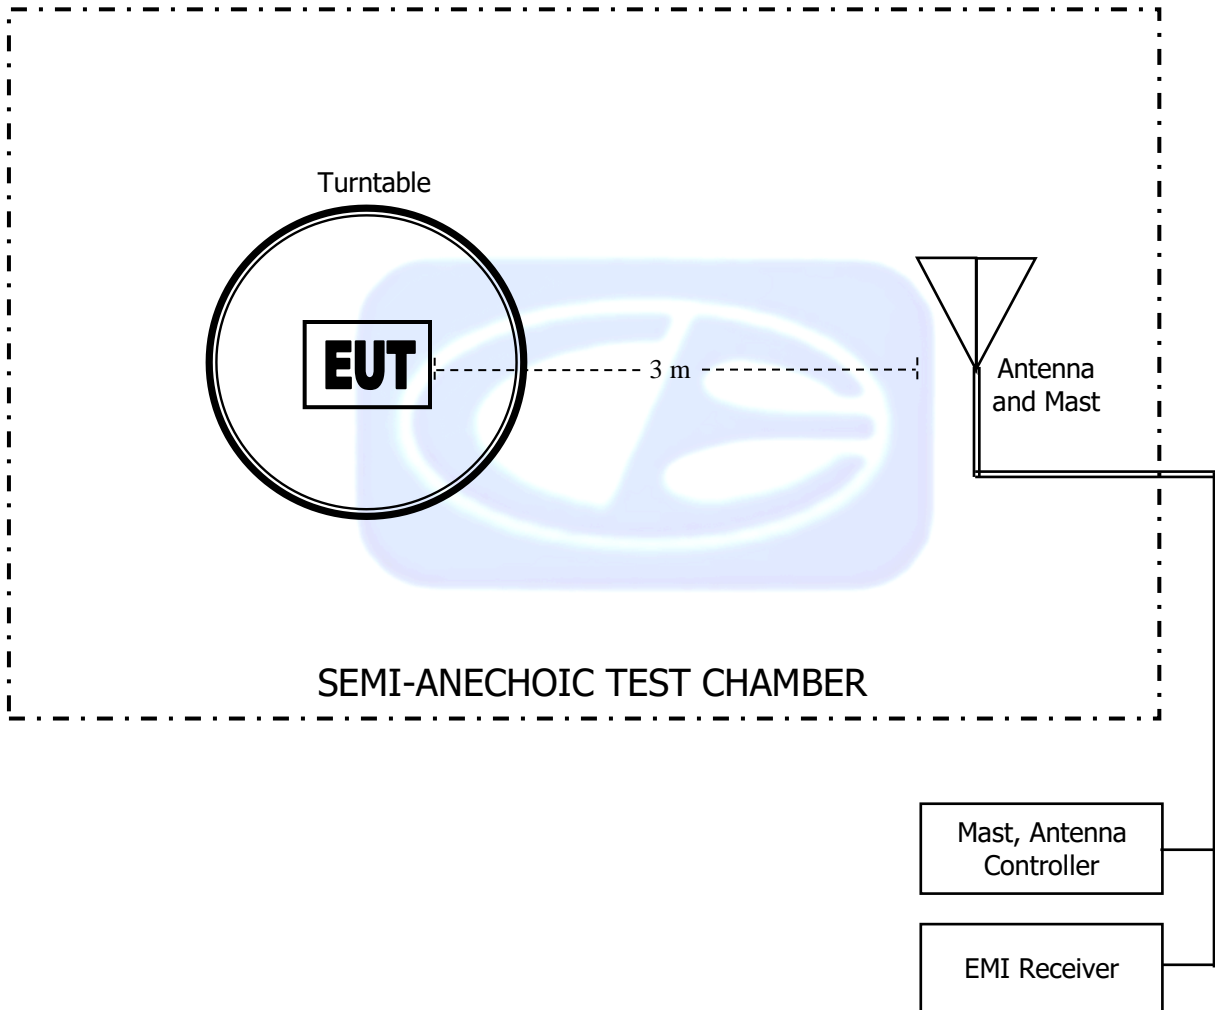 Turntable
EUT
3 m
Antenna
and Mast
SEMI-ANECHOIC TEST CHAMBER
Mast, Antenna
Controller
EMI Receiver